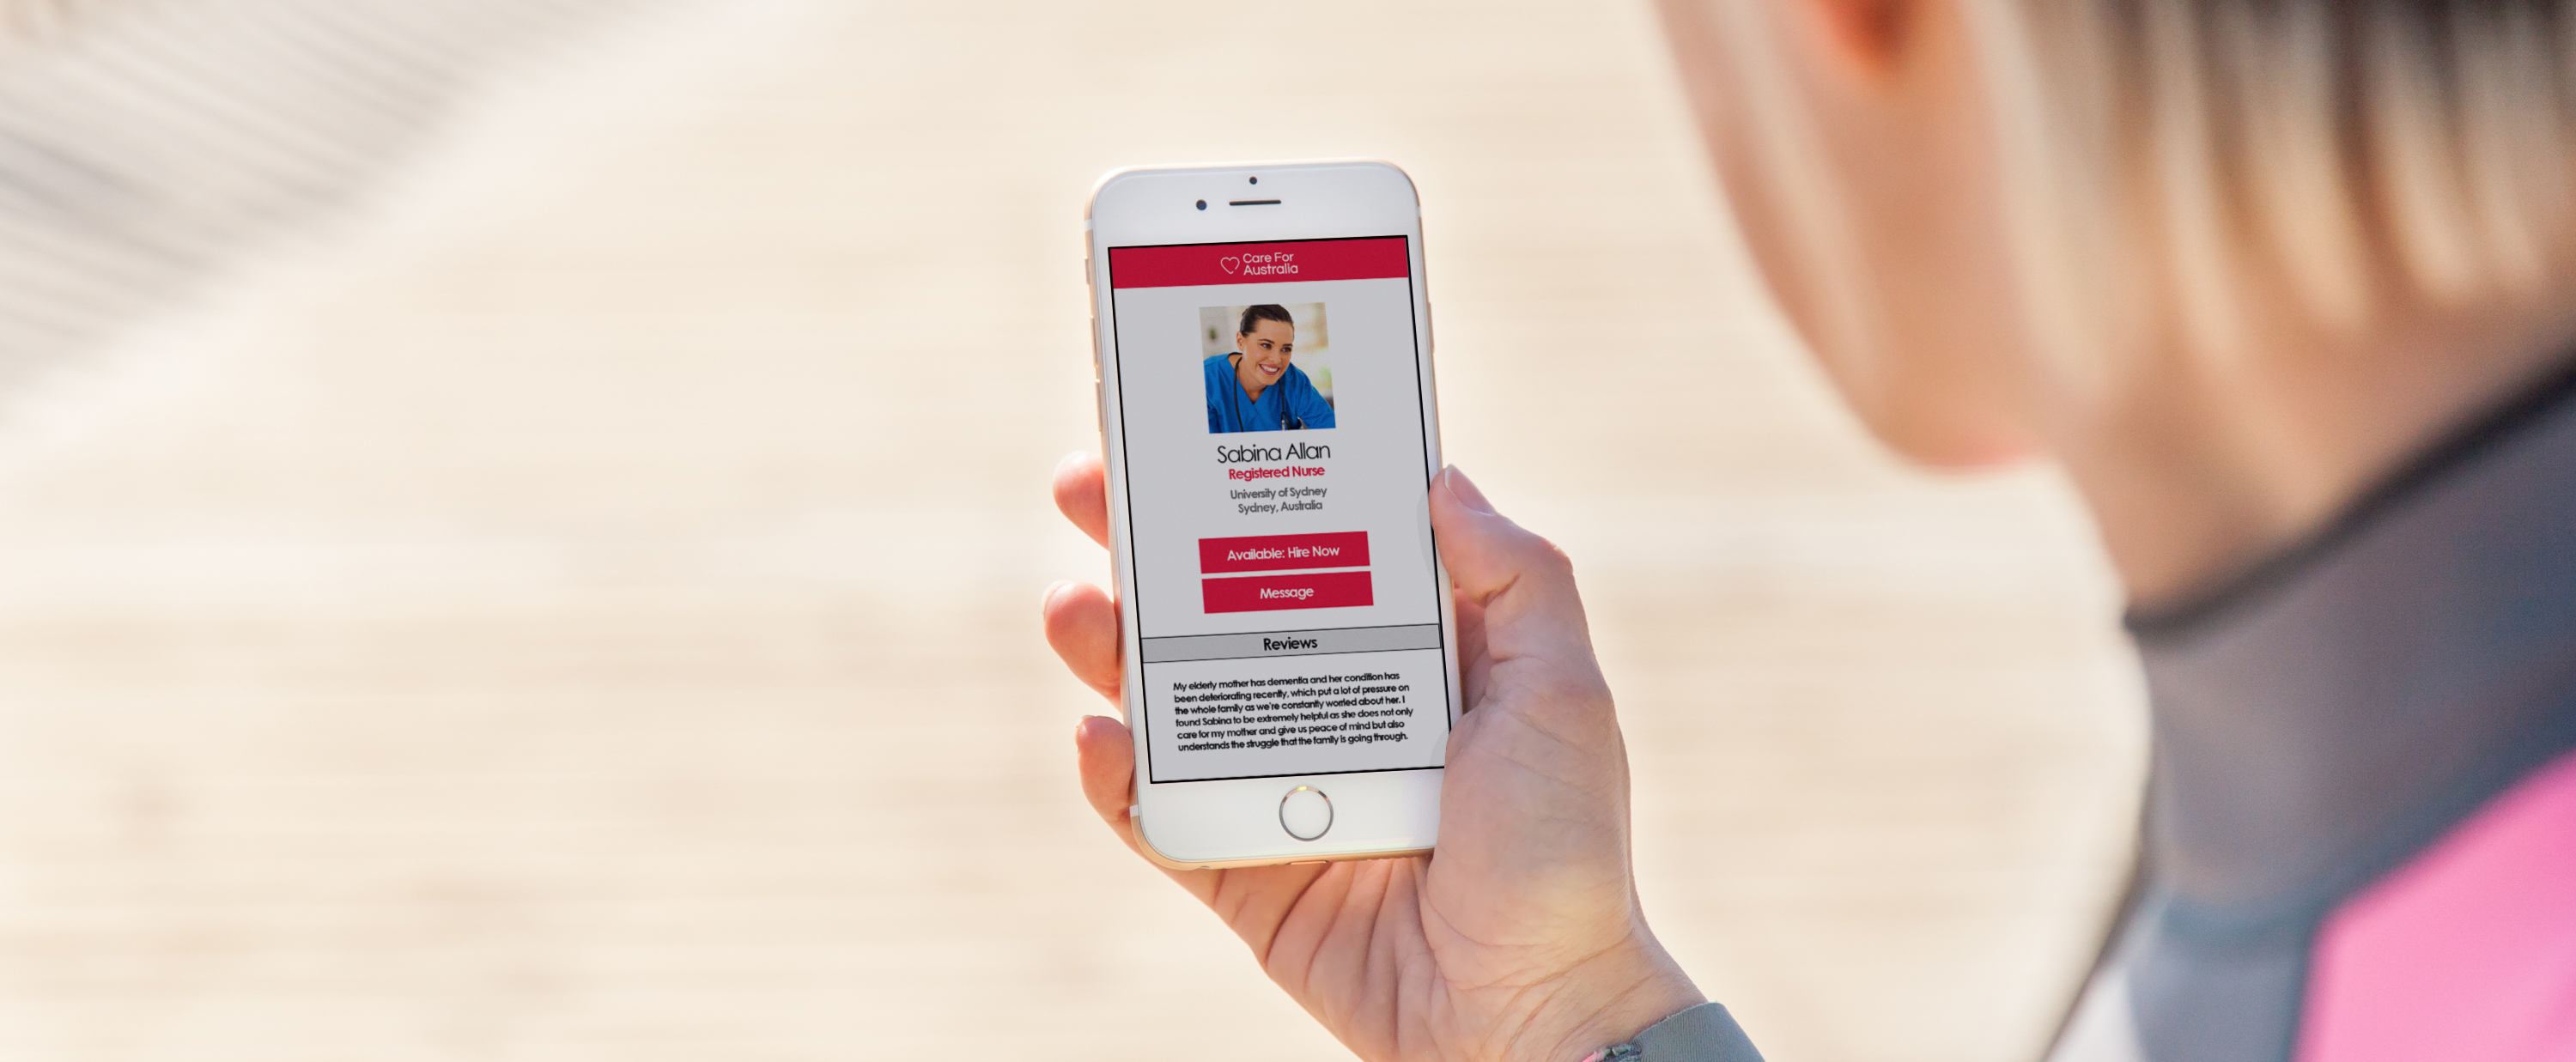 Care For
Australia
Sabina Allan
Registered Nurse
University of Sydney
Sydney, Australia
Available: Hire Now
Message
Reviews
My elderly mother has dementia and her condition has
been deteriorating recently, which put a lot of pressure on
the whole family as we're constantly worried about her. I
found Sabina to be extremely helpful as she does not only
care for my mother and give us peace of mind but also
understands the struggle that the family is going through.